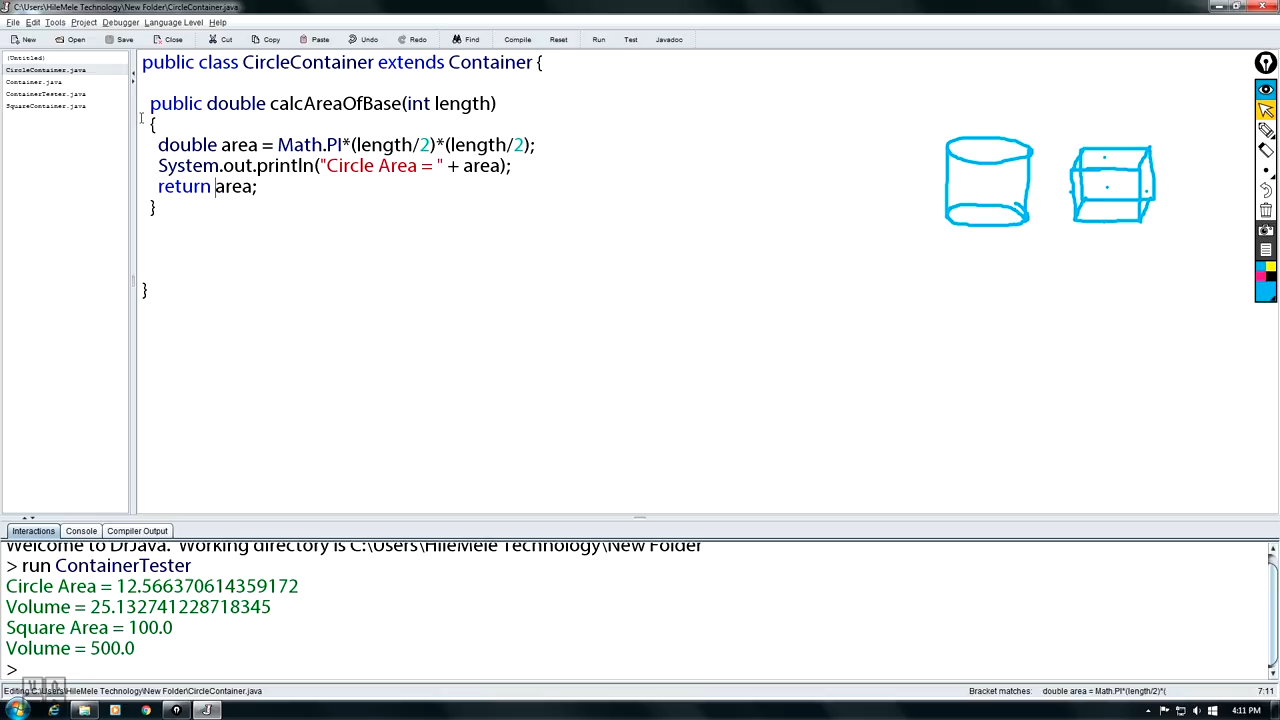 C:\Users\HileMele Technology\New Folder\CircleContainer.java
File Edit Tools Project Debugger Language Level Help
New Open Save Close Cut Copy Paste Undo Redo Find Compile Reset Run Test Javadoc
(Untitled)
CircleContainer.java
Container.java
ContainerTester.java
SquareContainer.java
public class CircleContainer extends Container {
public double calcAreaOfBase(int length)
{
double area = Math.PI*(length/2)*(length/2);
System.out.println("Circle Area = " + area);
return area;
}
}
Interactions Console Compiler Output
Welcome to DrJava. Working directory is C:\Users\HileMele Technology\New Folder
> run ContainerTester
Circle Area = 12.566370614359172
Volume = 25.132741228718345
Square Area = 100.0
Volume = 500.0
>
Editing C:\Users\HileMele Technology\New Folder\CircleContainer.java Bracket matches: double area = Math.PI*(length/2)*( 7:11
4:11 PM